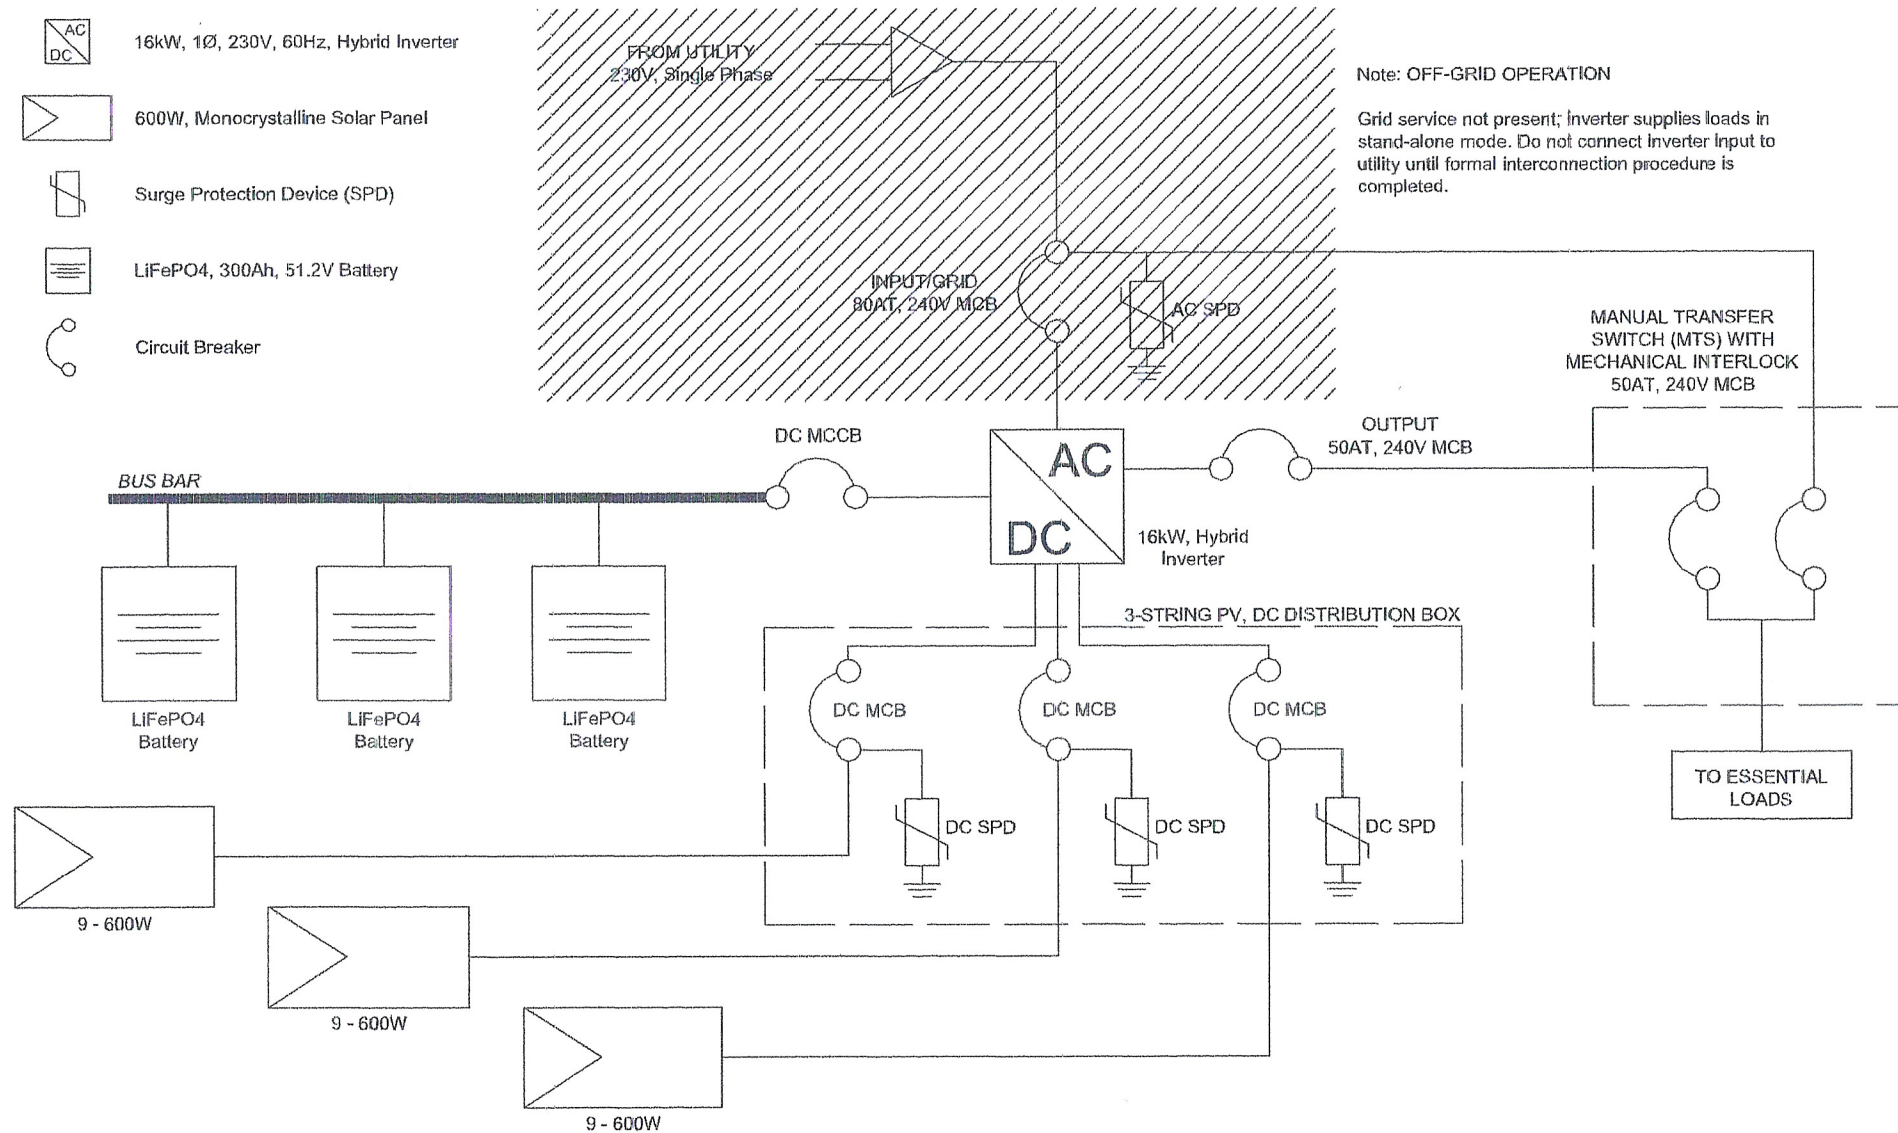 AC
DC
16kW, 1Ø, 230V, 60Hz, Hybrid Inverter
600W, Monocrystalline Solar Panel
Surge Protection Device (SPD)
LiFePO4, 300Ah, 51.2V Battery
Circuit Breaker
FROM UTILITY
230V, Single Phase
Note: OFF-GRID OPERATION
Grid service not present; inverter supplies loads in
stand-alone mode. Do not connect inverter input to
utility until formal interconnection procedure is
completed.
INPUT/GRID
80AT, 240V MCB
AC SPD
MANUAL TRANSFER
SWITCH (MTS) WITH
MECHANICAL INTERLOCK
50AT, 240V MCB
DC MCCB
OUTPUT
50AT, 240V MCB
BUS BAR
AC
DC
16kW, Hybrid
Inverter
3-STRING PV, DC DISTRIBUTION BOX
LiFePO4
Battery
LiFePO4
Battery
LiFePO4
Battery
DC MCB
DC MCB
DC MCB
TO ESSENTIAL
LOADS
DC SPD
DC SPD
DC SPD
9 - 600W
9 - 600W
9 - 600W